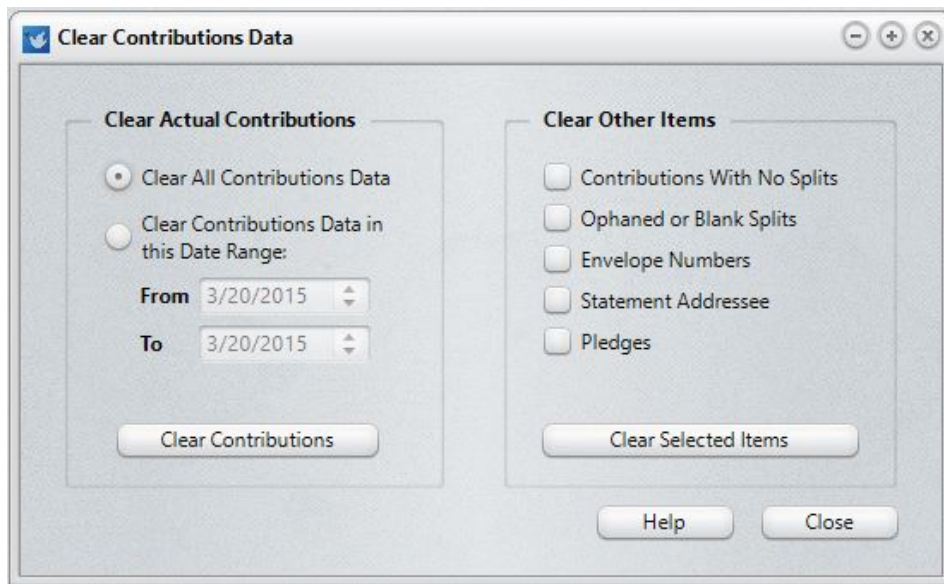 Clear Contributions Data
Clear Actual Contributions
Clear All Contributions Data
Clear Contributions Data in
this Date Range:
From 3/20/2015
To 3/20/2015
Clear Contributions
Clear Other Items
Contributions With No Splits
Ophaned or Blank Splits
Envelope Numbers
Statement Addressee
Pledges
Clear Selected Items
Help
Close